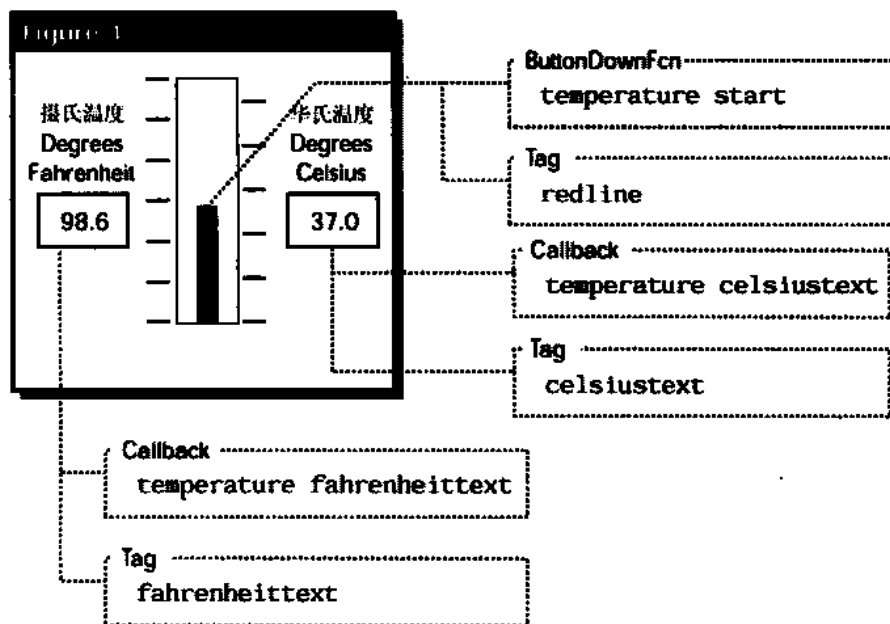 Figure 1
摄氏温度
Degrees
Fahrenheit
98.6
华氏温度
Degrees
Celsius
37.0
ButtonDownFcn
temperature start
Tag
redline
Callback
temperature celsiustext
Tag
celsiustext
Callback
temperature fahrenheittext
Tag
fahrenheittext